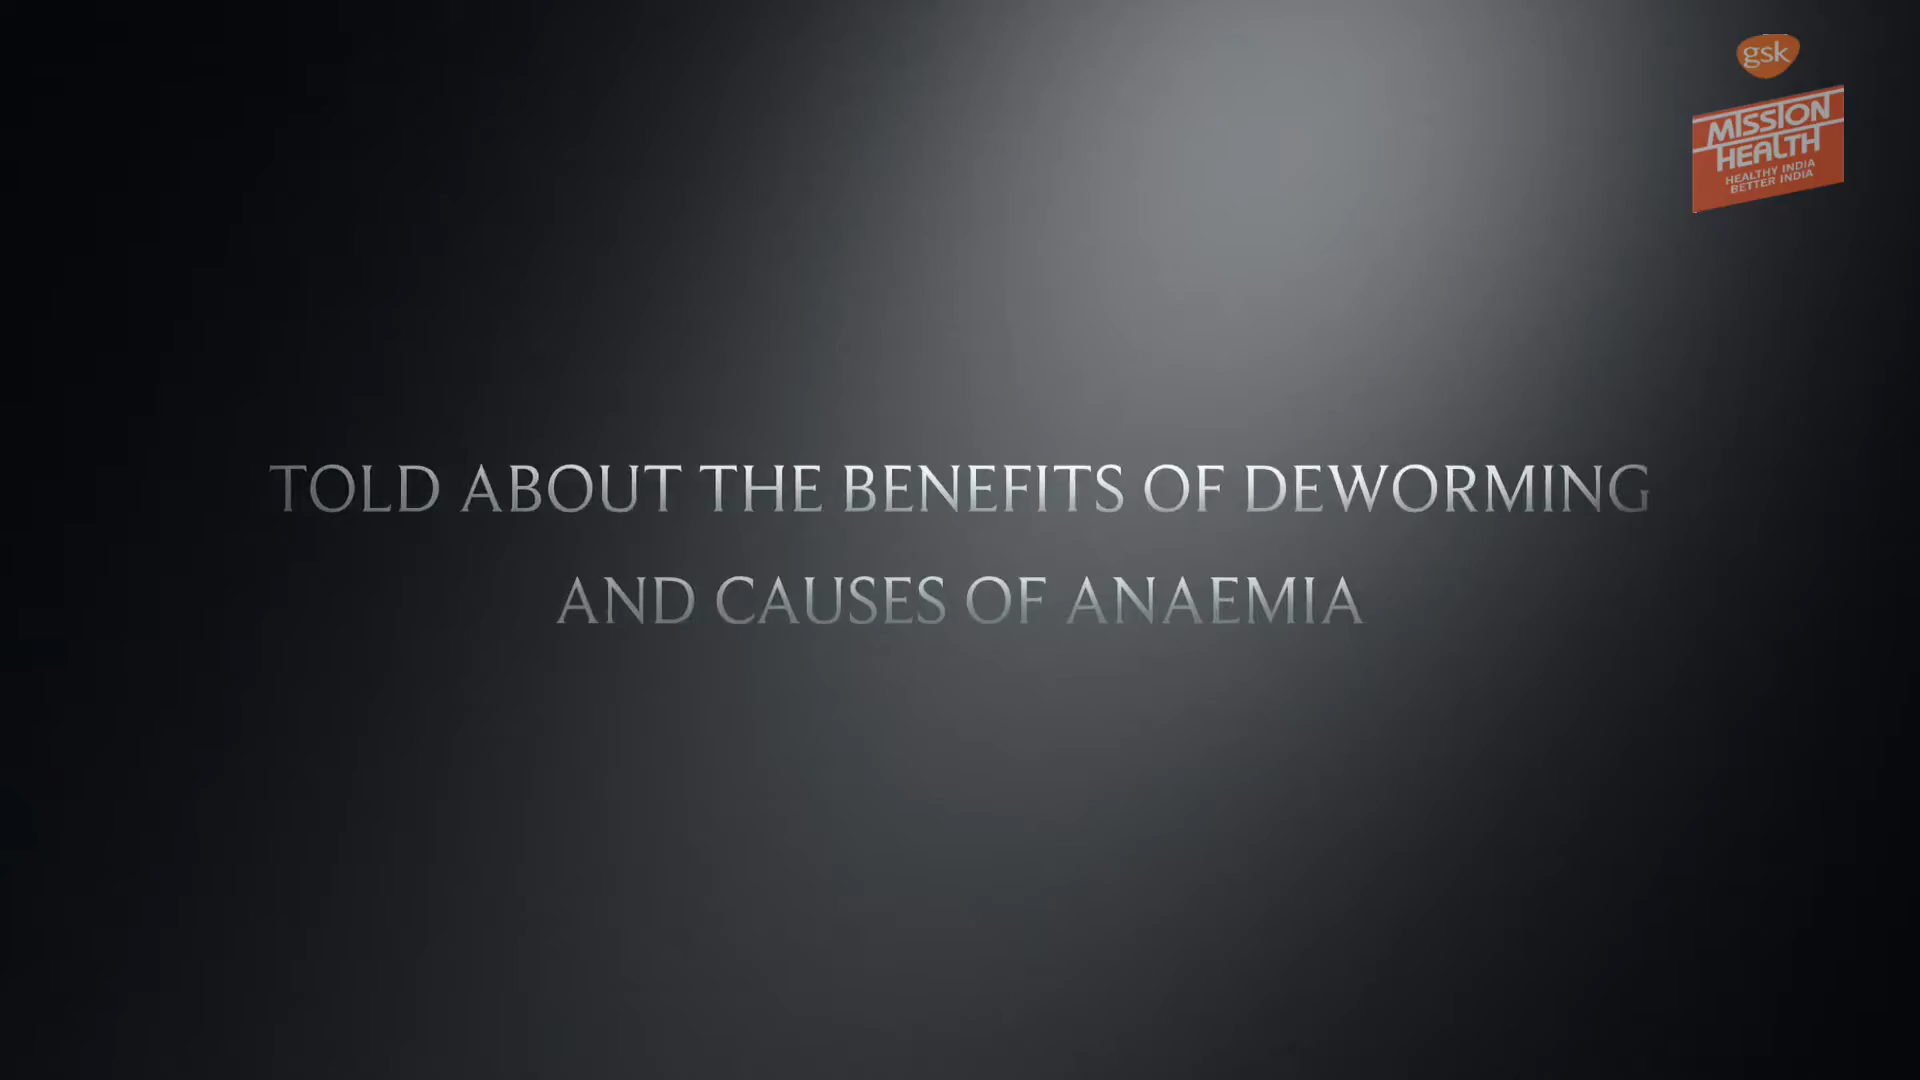 gsk
MISSION
HEALTH
HEALTHY INDIA
BETTER INDIA
TOLD ABOUT THE BENEFITS OF DEWORMING
AND CAUSES OF ANAEMIA